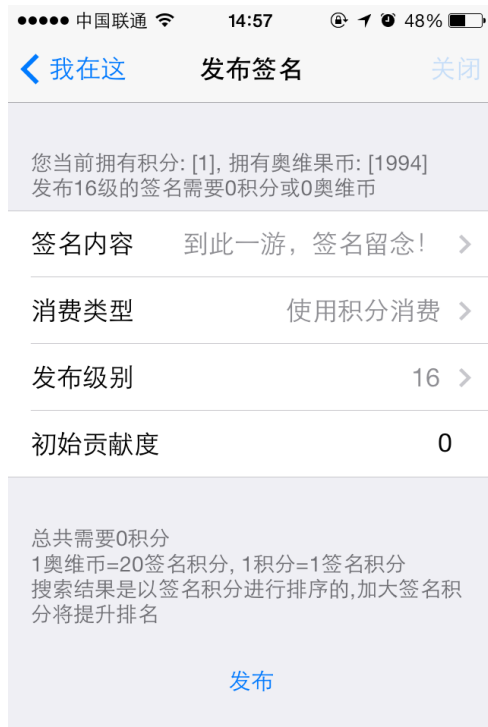 中国联通 14:57 48%
我在这 发布签名 关闭
您当前拥有积分: [1], 拥有奥维果币: [1994]
发布16级的签名需要0积分或0奥维币
签名内容 到此一游，签名留念！
消费类型 使用积分消费
发布级别 16
初始贡献度 0
总共需要0积分
1奥维币=20签名积分, 1积分=1签名积分
搜索结果是以签名积分进行排序的,加大签名积
分将提升排名
发布